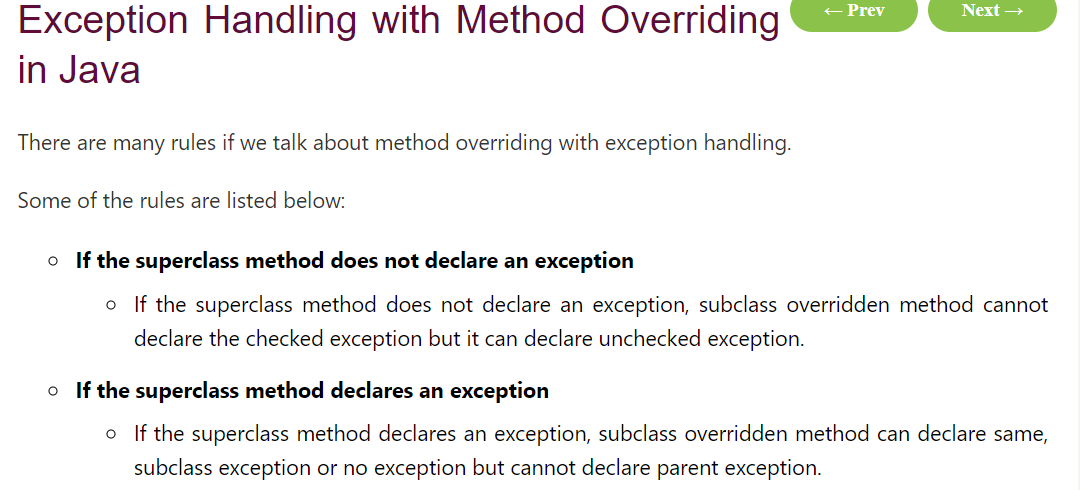 Exception Handling with Method Overriding
← Prev
Next →
in Java
There are many rules if we talk about method overriding with exception handling.
Some of the rules are listed below:
If the superclass method does not declare an exception
If the superclass method does not declare an exception, subclass overridden method cannot
declare the checked exception but it can declare unchecked exception.
If the superclass method declares an exception
If the superclass method declares an exception, subclass overridden method can declare same,
subclass exception or no exception but cannot declare parent exception.